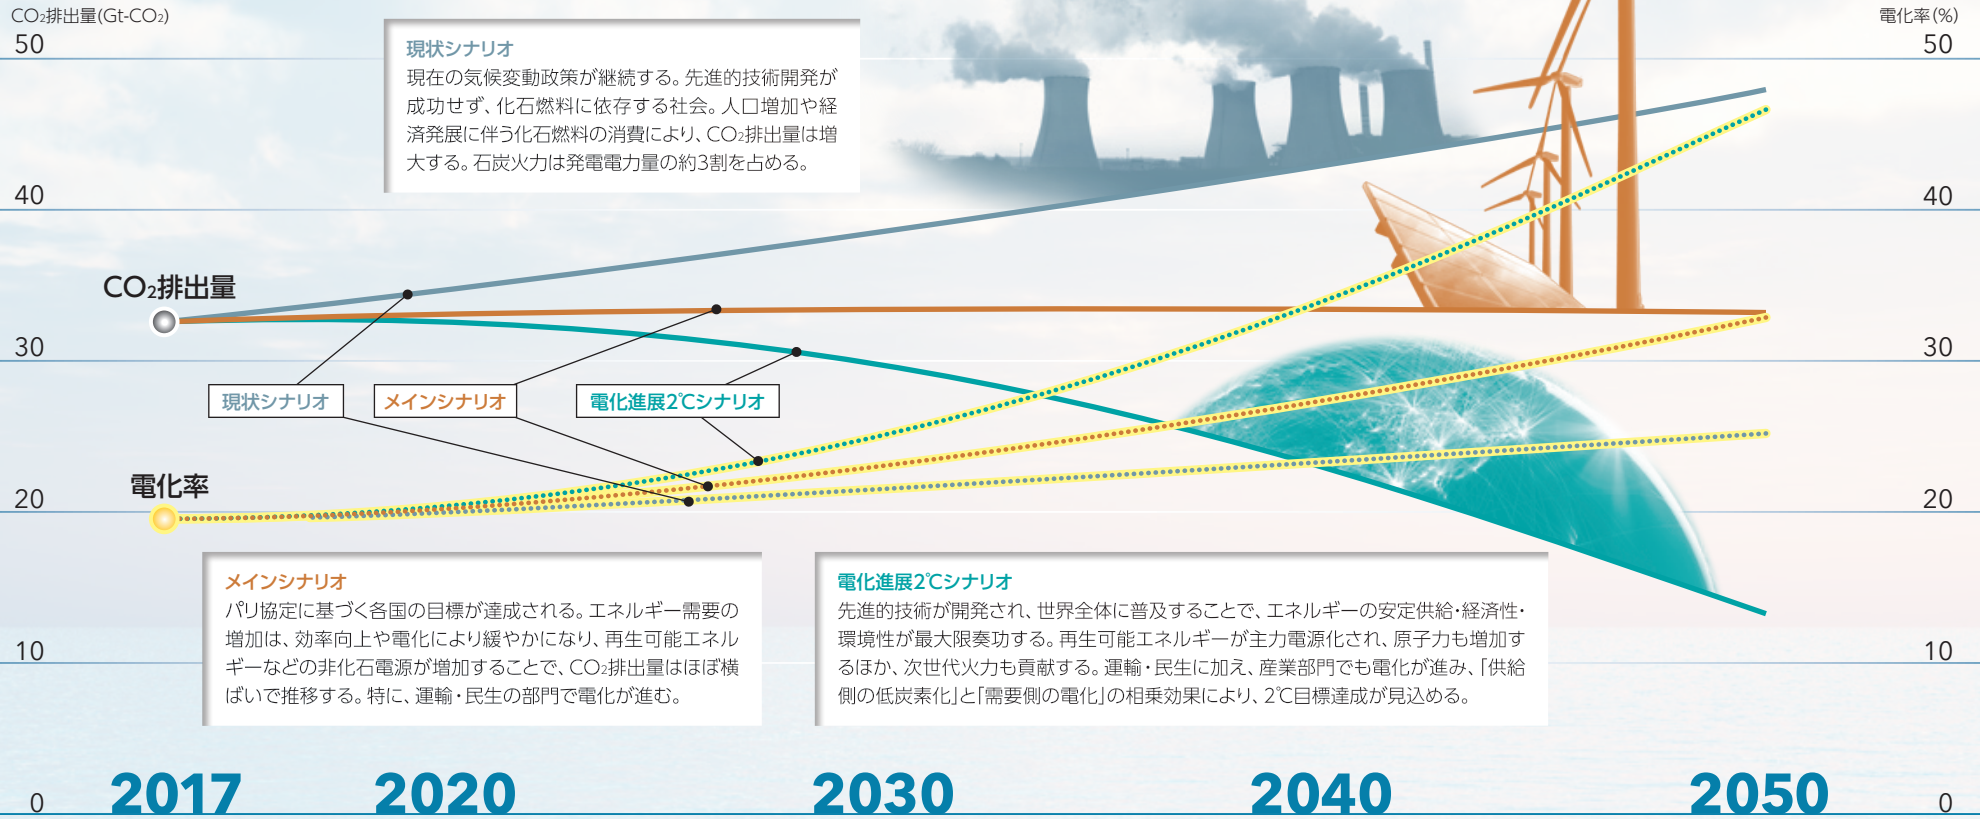 CO₂排出量(Gt-CO₂)
電化率(%)
50
50
現状シナリオ
現在の気候変動政策が継続する。先進的技術開発が
成功せず、化石燃料に依存する社会。人口増加や経
済発展に伴う化石燃料の消費により、CO₂排出量は増
大する。石炭火力は発電電力量の約3割を占める。
40
40
CO₂排出量
30
30
現状シナリオ
メインシナリオ
電化進展2℃シナリオ
電化率
20
20
メインシナリオ
パリ協定に基づく各国の目標が達成される。エネルギー需要の
増加は、効率向上や電化により緩やかになり、再生可能エネル
ギーなどの非化石電源が増加することで、CO₂排出量はほぼ横
ばいで推移する。特に、運輸・民生の部門で電化が進む。
電化進展2℃シナリオ
先進的技術が開発され、世界全体に普及することで、エネルギーの安定供給・経済性・
環境性が最大限奏功する。再生可能エネルギーが主力電源化され、原子力も増加す
るほか、次世代火力も貢献する。運輸・民生に加え、産業部門でも電化が進み、「供給
側の低炭素化」と「需要側の電化」の相乗効果により、2℃目標達成が見込める。
10
10
0
2017
2020
2030
2040
2050
0